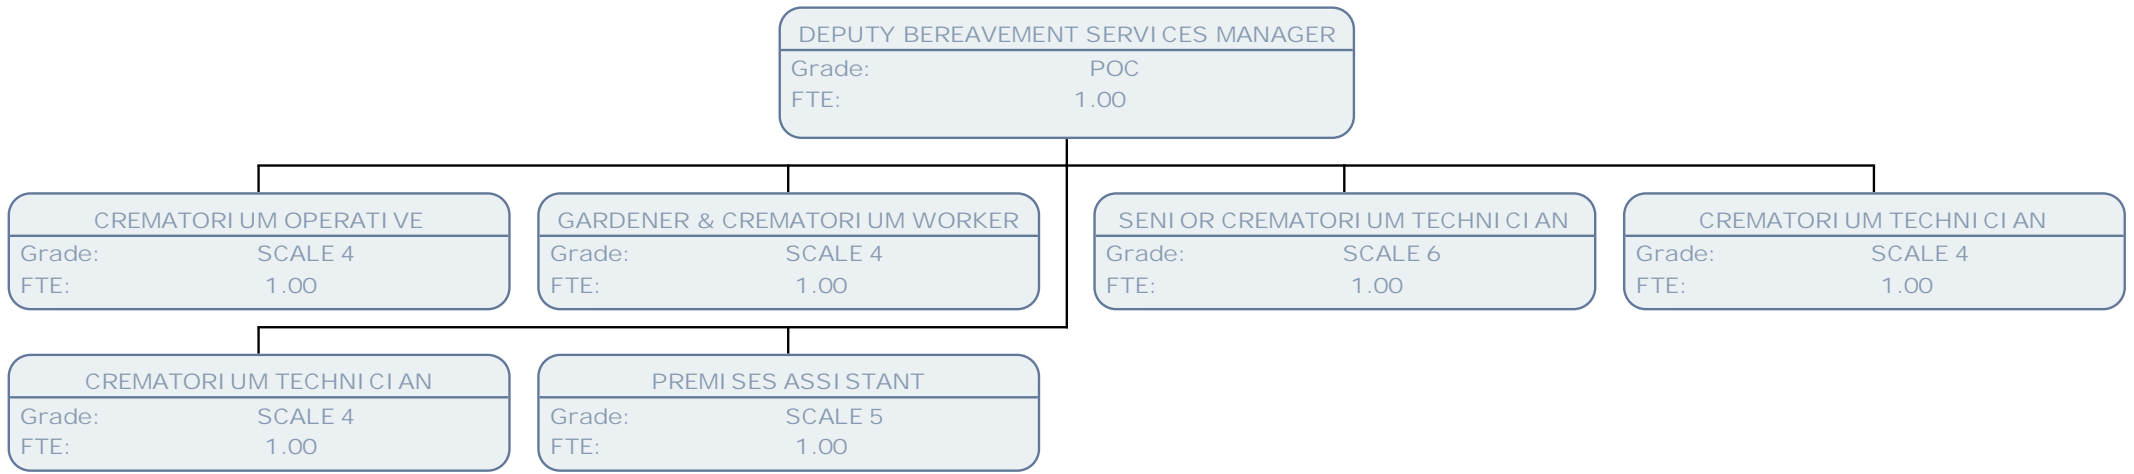 DEPUTY BEREAVEMENT SERVICES MANAGER
Grade: POC
FTE: 1.00
CREMATORIUM OPERATIVE
Grade: SCALE 4
FTE: 1.00
GARDENER & CREMATORIUM WORKER
Grade: SCALE 4
FTE: 1.00
SENIOR CREMATORIUM TECHNICIAN
Grade: SCALE 6
FTE: 1.00
CREMATORIUM TECHNICIAN
Grade: SCALE 4
FTE: 1.00
CREMATORIUM TECHNICIAN
Grade: SCALE 4
FTE: 1.00
PREMISES ASSISTANT
Grade: SCALE 5
FTE: 1.00